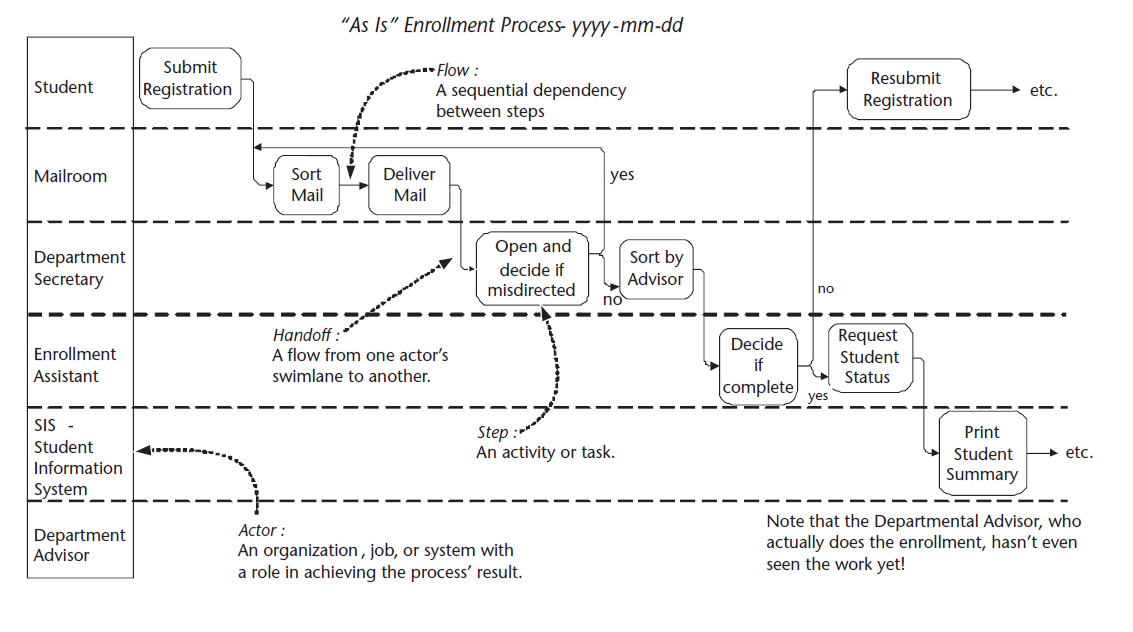 “As Is” Enrollment Process- yyyy -mm-dd
Student
Submit
Registration
Flow :
A sequential dependency
between steps
Resubmit
Registration
etc.
Mailroom
Sort
Mail
Deliver
Mail
yes
Department
Secretary
Open and
decide if
misdirected
no
Sort by
Advisor
no
Handoff :
A flow from one actor’s
swimlane to another.
Enrollment
Assistant
Decide
if
complete
yes
Request
Student
Status
SIS -
Student
Information
System
Step :
An activity or task.
Print
Student
Summary
etc.
Department
Advisor
Actor :
An organization , job, or system with
a role in achieving the process’ result.
Note that the Departmental Advisor, who
actually does the enrollment, hasn’t even
seen the work yet!